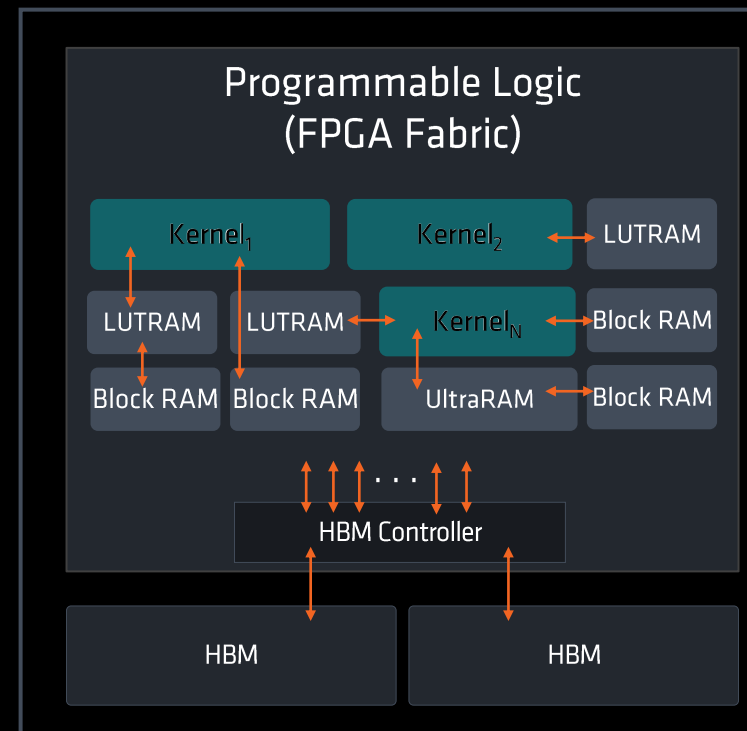 Programmable Logic
(FPGA Fabric)
Kernel₁
Kernel₂
LUTRAM
LUTRAM
LUTRAM
Kernel_N
Block RAM
Block RAM
Block RAM
UltraRAM
Block RAM
. . .
HBM Controller
HBM
HBM